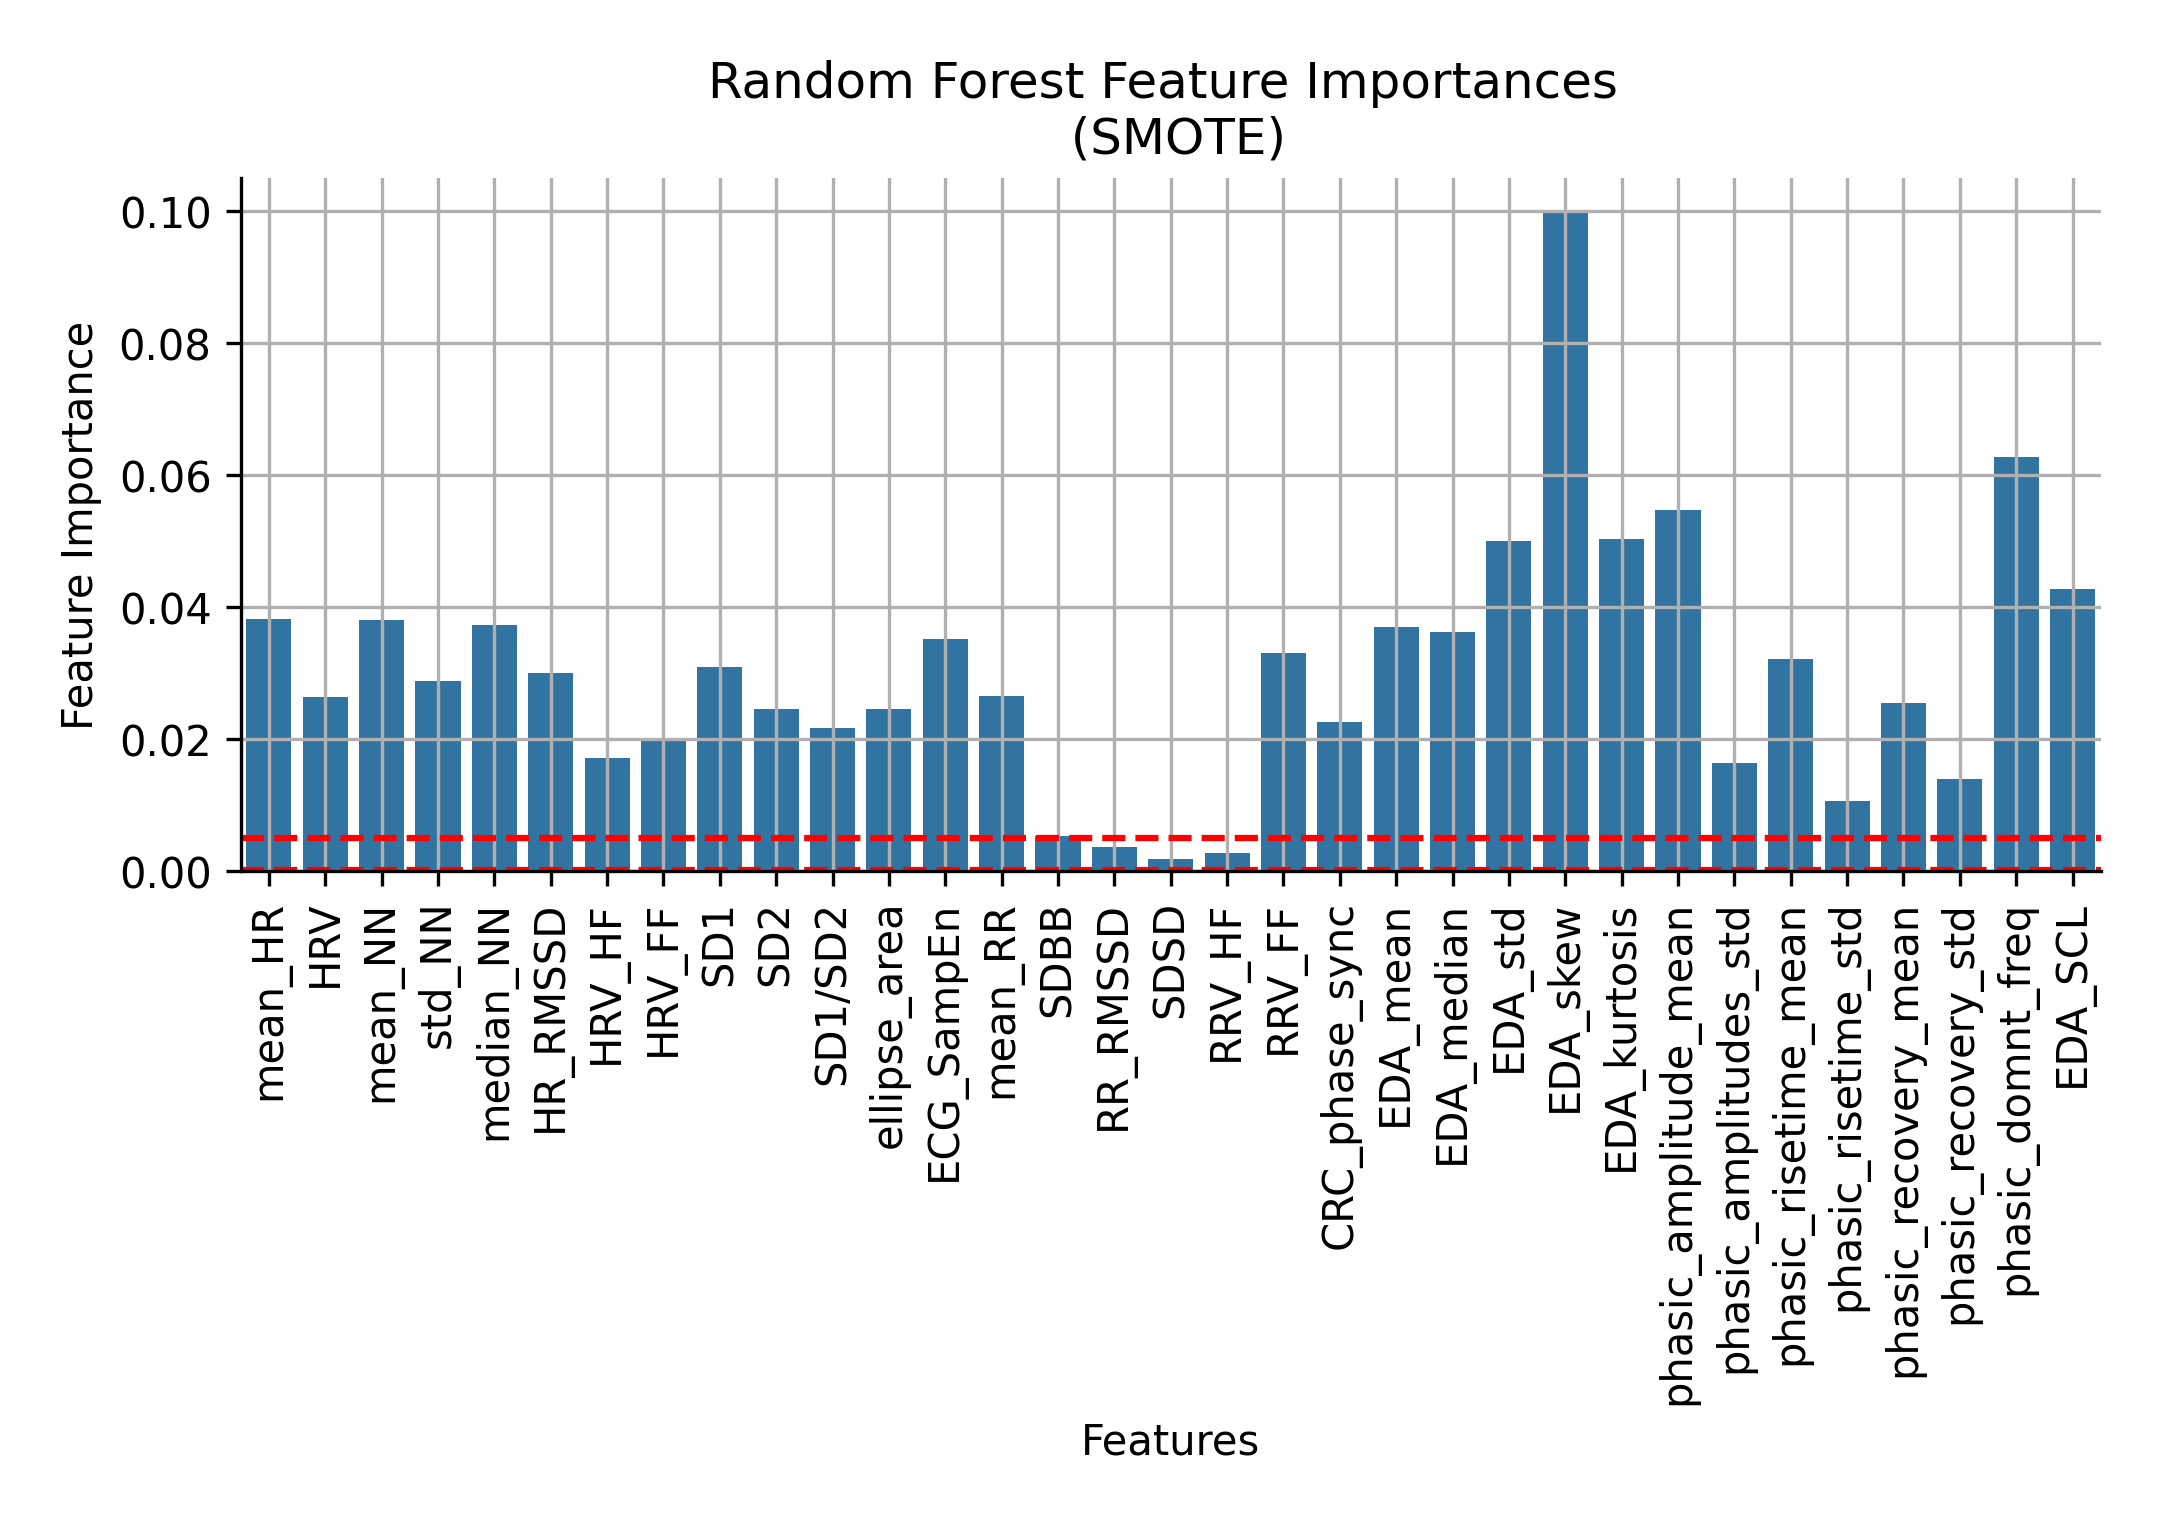 Random Forest Feature Importances
(SMOTE)
Feature Importance
0.10
0.08
0.06
0.04
0.02
0.00
mean_HR
HRV
mean_NN
std_NN
median_NN
HR_RMSSD
HRV_HF
HRV_FF
SD1
SD2
SD1/SD2
ellipse_area
ECG_SampEn
mean_RR
SDBB
RR_RMSSD
SDSD
RRV_HF
RRV_FF
CRC_phase_sync
EDA_mean
EDA_median
EDA_std
EDA_skew
EDA_kurtosis
phasic_amplitude_mean
phasic_amplitudes_std
phasic_risetime_mean
phasic_risetime_std
phasic_recovery_mean
phasic_recovery_std
phasic_domnt_freq
EDA_SCL
Features